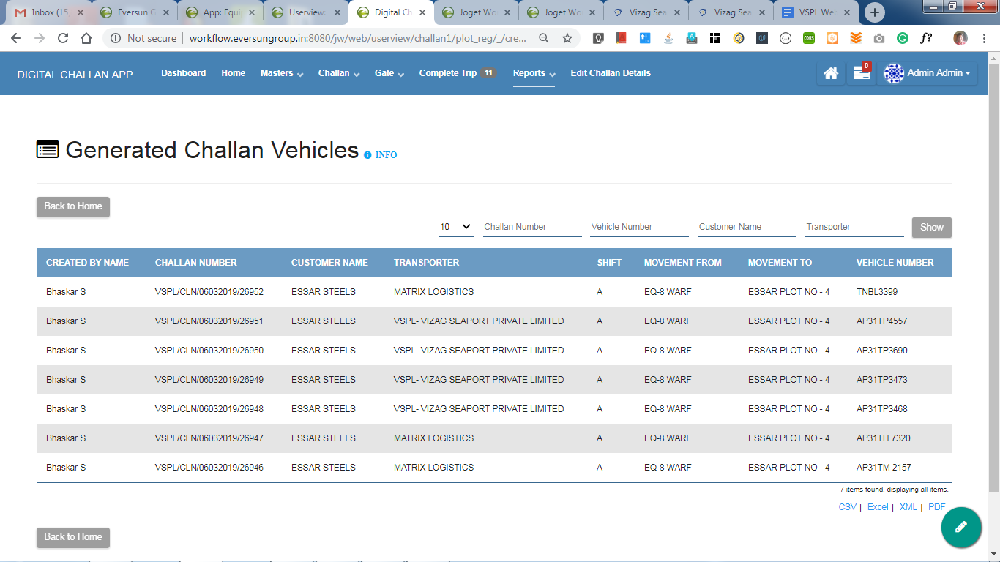 Inbox (15
Eversun G
App: Equi
Userview:
Digital Ch
Joget Wo
Joget Wo
Vizag Sea
Vizag Sea
VSPL Web
Not secure
workflow.eversungroup.in:8080/jw/web/userview/challan1/plot_reg/_/cre...
CORS
f?
DIGITAL CHALLAN APP
Dashboard
Home
Masters
Challan
Gate
Complete Trip 11
Reports
Edit Challan Details
0
Admin Admin
Generated Challan Vehicles INFO
Back to Home
10
Challan Number
Vehicle Number
Customer Name
Transporter
Show
CREATED BY NAME CHALLAN NUMBER CUSTOMER NAME TRANSPORTER SHIFT MOVEMENT FROM MOVEMENT TO VEHICLE NUMBER
Bhaskar S VSPL/CLN/06032019/26952 ESSAR STEELS MATRIX LOGISTICS A EQ-8 WARF ESSAR PLOT NO - 4 TNBL3399
Bhaskar S VSPL/CLN/06032019/26951 ESSAR STEELS VSPL- VIZAG SEAPORT PRIVATE LIMITED A EQ-8 WARF ESSAR PLOT NO - 4 AP31TP4557
Bhaskar S VSPL/CLN/06032019/26950 ESSAR STEELS VSPL- VIZAG SEAPORT PRIVATE LIMITED A EQ-8 WARF ESSAR PLOT NO - 4 AP31TP3690
Bhaskar S VSPL/CLN/06032019/26949 ESSAR STEELS VSPL- VIZAG SEAPORT PRIVATE LIMITED A EQ-8 WARF ESSAR PLOT NO - 4 AP31TP3473
Bhaskar S VSPL/CLN/06032019/26948 ESSAR STEELS VSPL- VIZAG SEAPORT PRIVATE LIMITED A EQ-8 WARF ESSAR PLOT NO - 4 AP31TP3468
Bhaskar S VSPL/CLN/06032019/26947 ESSAR STEELS MATRIX LOGISTICS A EQ-8 WARF ESSAR PLOT NO - 4 AP31TH 7320
Bhaskar S VSPL/CLN/06032019/26946 ESSAR STEELS MATRIX LOGISTICS A EQ-8 WARF ESSAR PLOT NO - 4 AP31TM 2157
7 items found, displaying all items.
CSV | Excel | XML | PDF
Back to Home